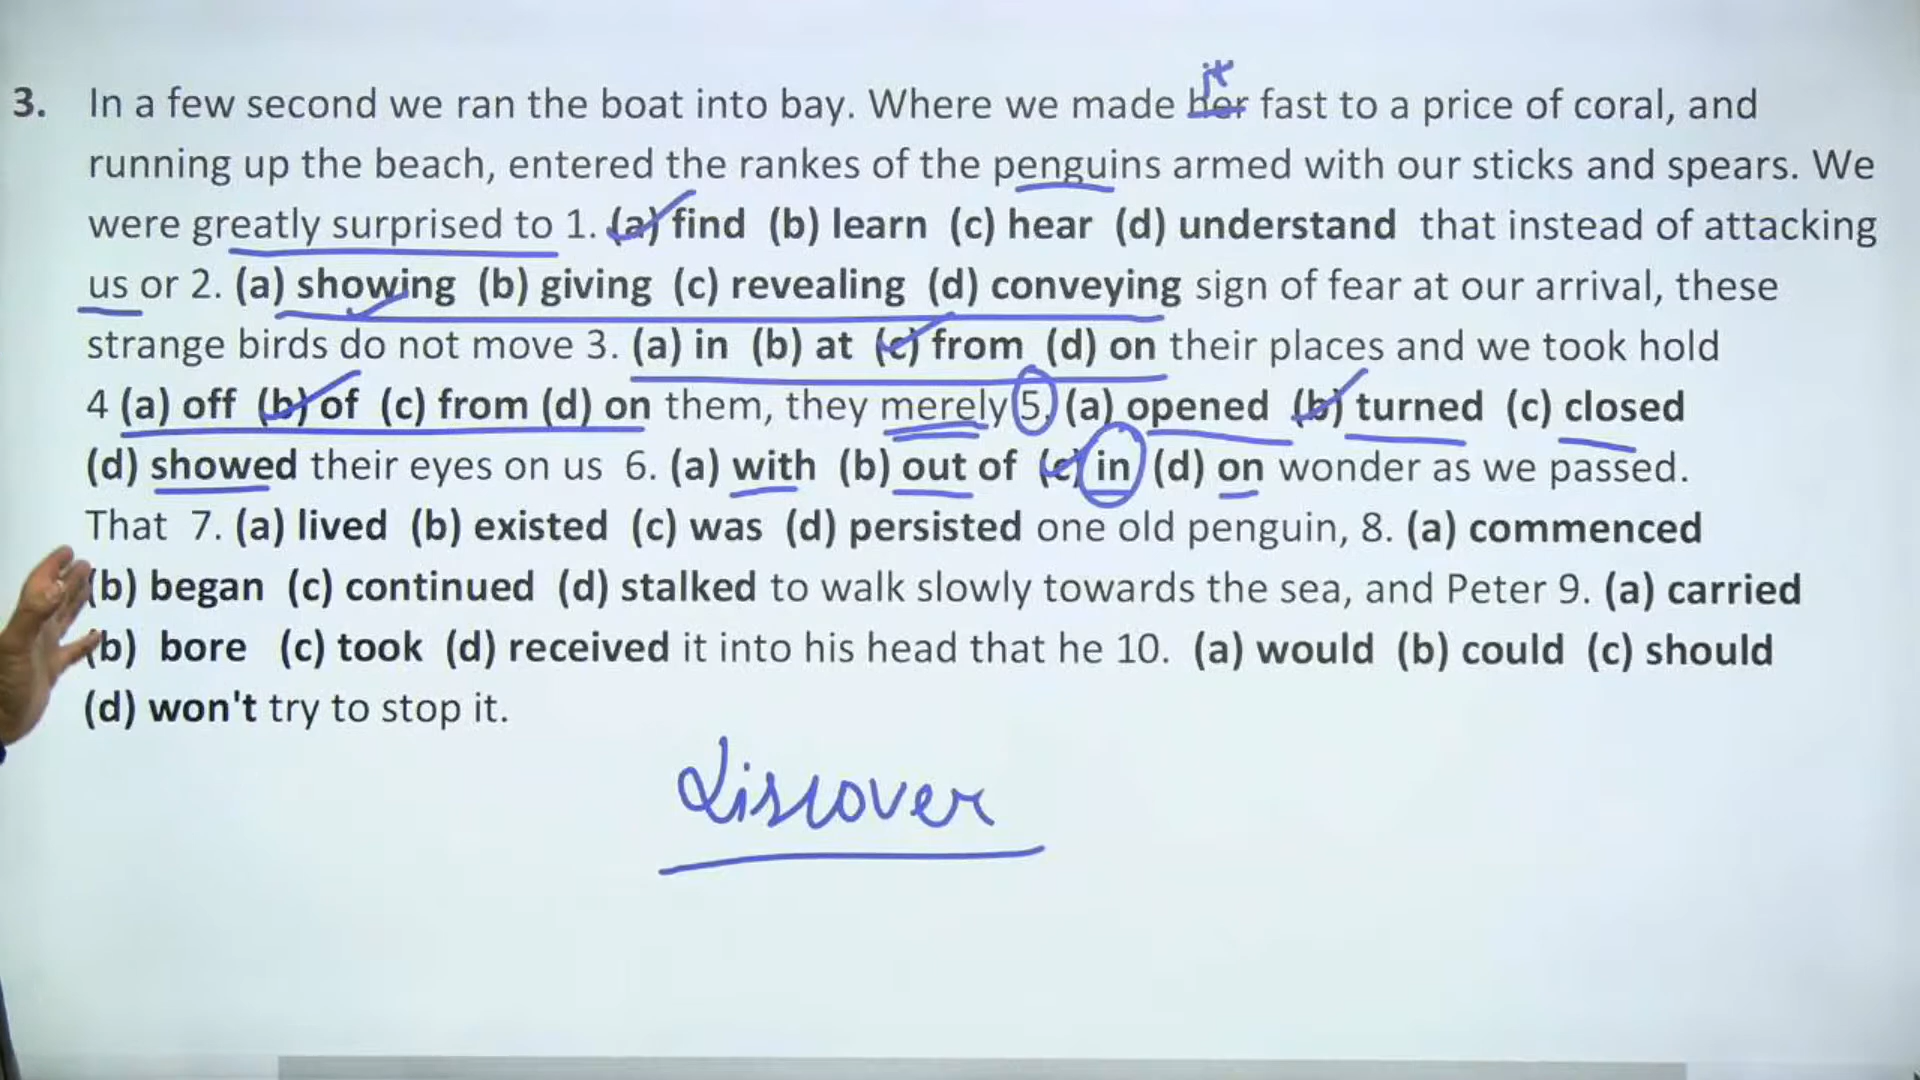 it
3. In a few second we ran the boat into bay. Where we made her fast to a price of coral, and
running up the beach, entered the rankes of the penguins armed with our sticks and spears. We
were greatly surprised to 1. (a) find (b) learn (c) hear (d) understand that instead of attacking
us or 2. (a) showing (b) giving (c) revealing (d) conveying sign of fear at our arrival, these
strange birds do not move 3. (a) in (b) at (c) from (d) on their places and we took hold
4 (a) off (b) of (c) from (d) on them, they merely 5. (a) opened (b) turned (c) closed
(d) showed their eyes on us 6. (a) with (b) out of (c) in (d) on wonder as we passed.
That 7. (a) lived (b) existed (c) was (d) persisted one old penguin, 8. (a) commenced
(b) began (c) continued (d) stalked to walk slowly towards the sea, and Peter 9. (a) carried
(b) bore (c) took (d) received it into his head that he 10. (a) would (b) could (c) should
(d) won't try to stop it.
Discover